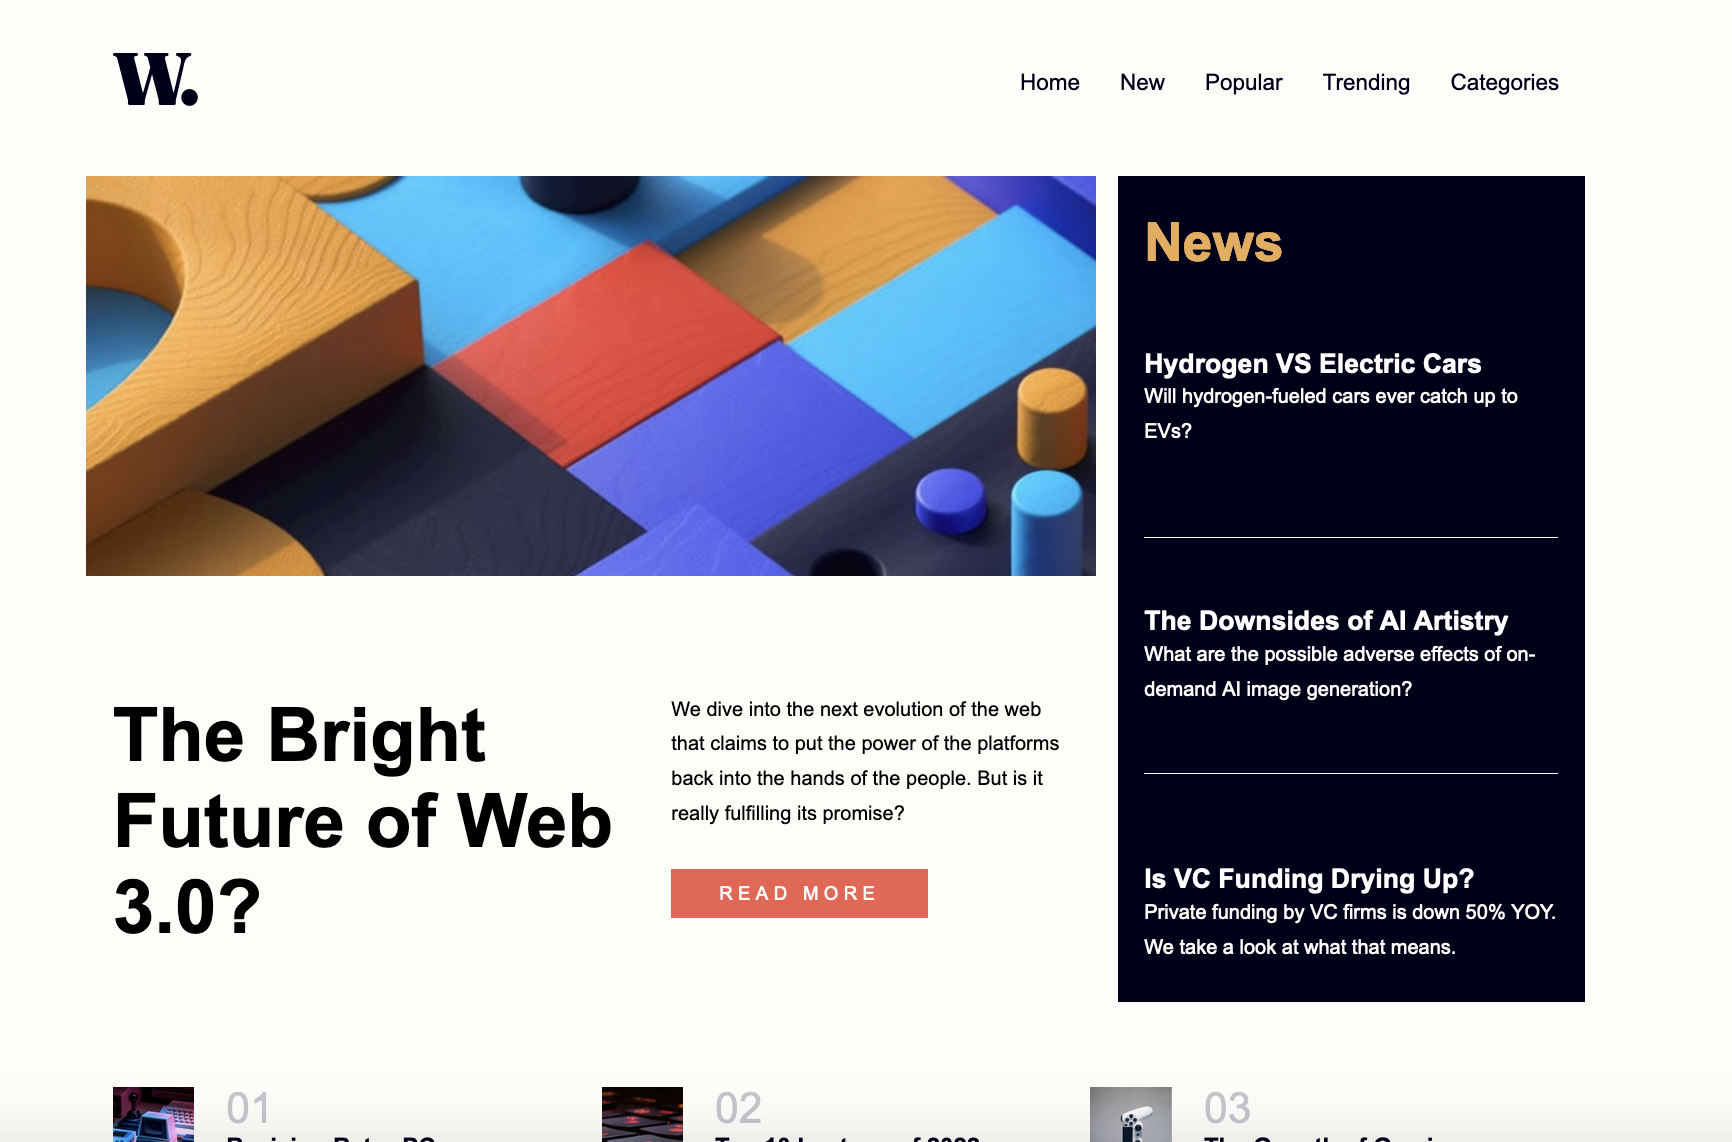 W.
Home New Popular Trending Categories
News
Hydrogen VS Electric Cars
Will hydrogen-fueled cars ever catch up to
EVs?
The Downsides of AI Artistry
What are the possible adverse effects of on-
demand AI image generation?
Is VC Funding Drying Up?
Private funding by VC firms is down 50% YOY.
We take a look at what that means.
The Bright
Future of Web
3.0?
We dive into the next evolution of the web
that claims to put the power of the platforms
back into the hands of the people. But is it
really fulfilling its promise?
READ MORE
01
02
03